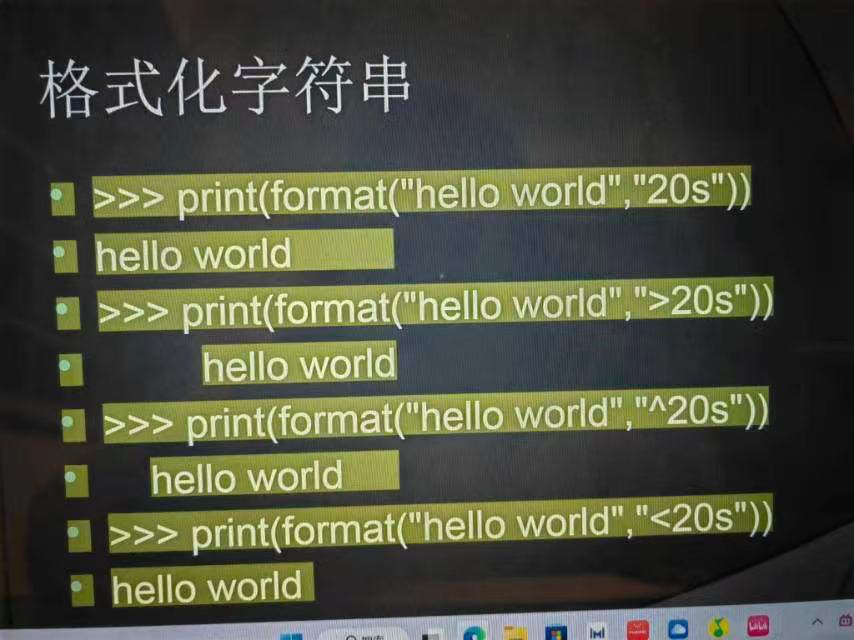 格式化字符串
>>> print(format("hello world","20s"))
hello world
>>> print(format("hello world",">20s"))
hello world
>>> print(format("hello world","^20s"))
hello world
>>> print(format("hello world","<20s"))
hello world